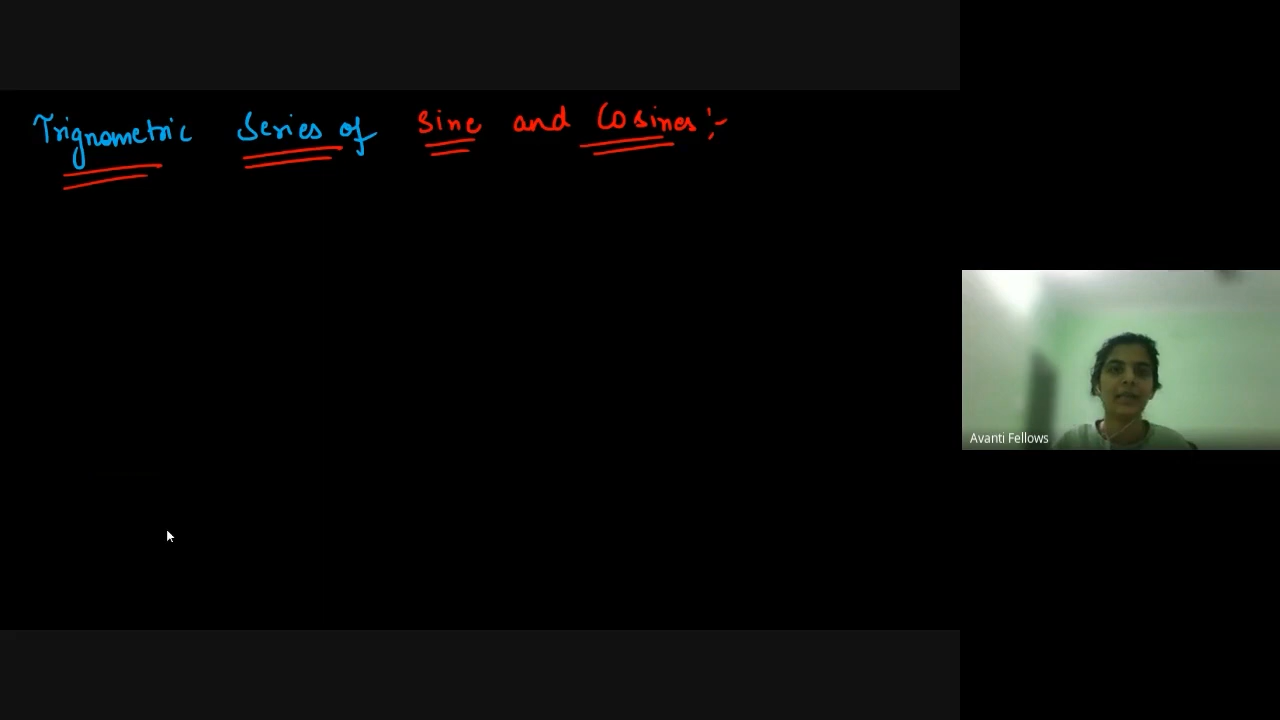 Trignometric Series of Sine and Cosines :-
Avanti Fellows